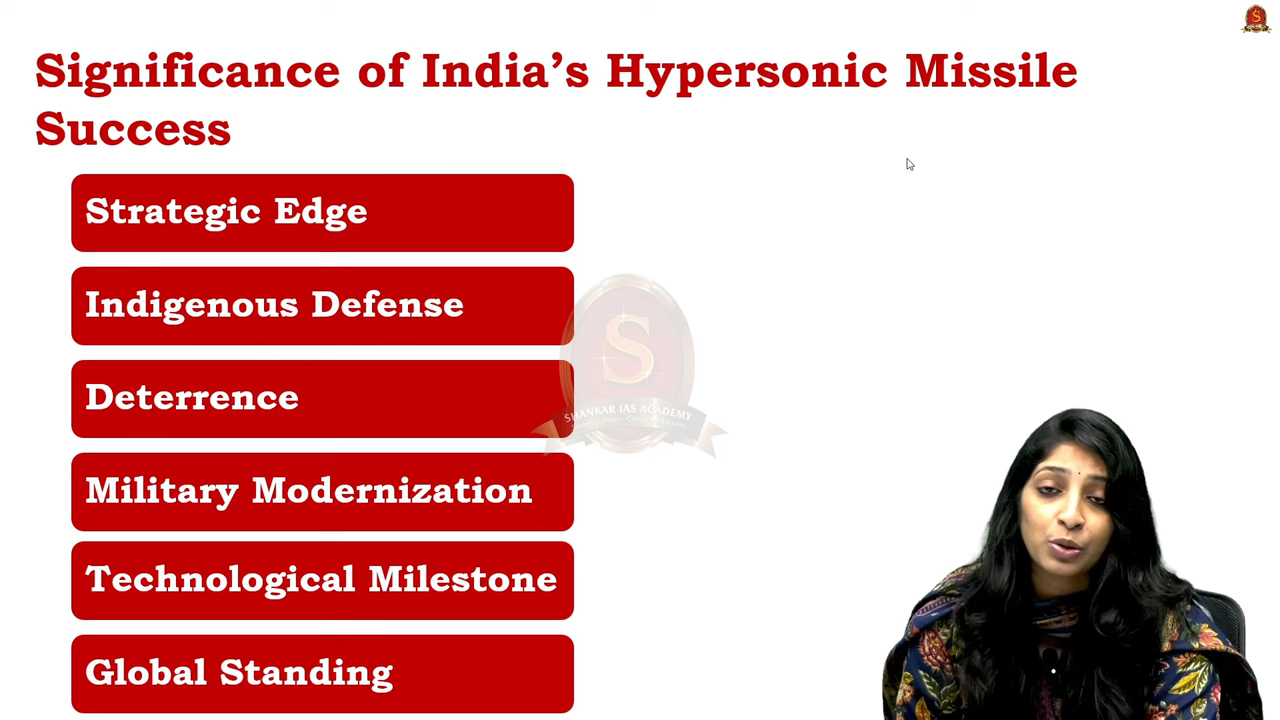 Significance of India’s Hypersonic Missile
Success
Strategic Edge
Indigenous Defense
Deterrence
Military Modernization
Technological Milestone
Global Standing
S
SHANKAR IAS ACADEMY